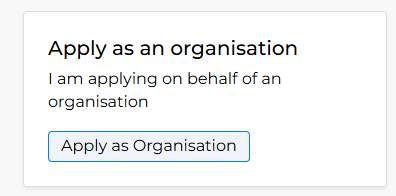 Apply as an organisation
I am applying on behalf of an
organisation
Apply as Organisation